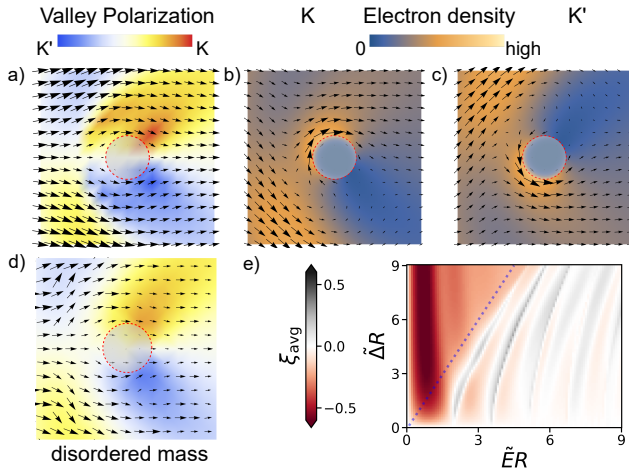 Valley Polarization K Electron density K'
K' K 0 high
a) b) c)
d) e)
0.5
0.0
−0.5
ξavg
9
6
3
0
Δ̃R
0 3 6 9
ẼR
disordered mass